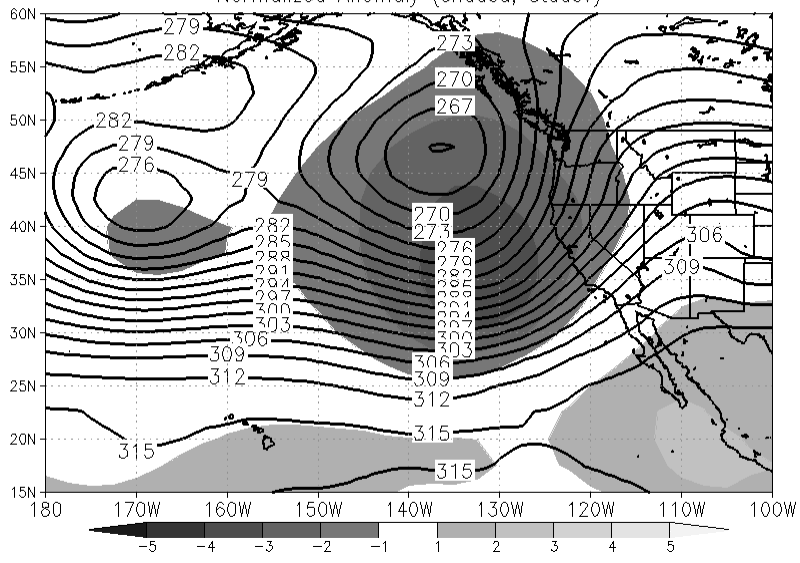 Normalized Anomaly (shaded, stddev)
60N
55N
50N
45N
40N
35N
30N
25N
20N
15N
279
282
273
270
267
282
279
276
279
270
273
282
285
288
291
294
297
300
303
306
309
312
276
279
282
285
303
306
309
312
306
309
315
315
315
180 170W 160W 150W 140W 130W 120W 110W 100W
-5 -4 -3 -2 -1 1 2 3 4 5